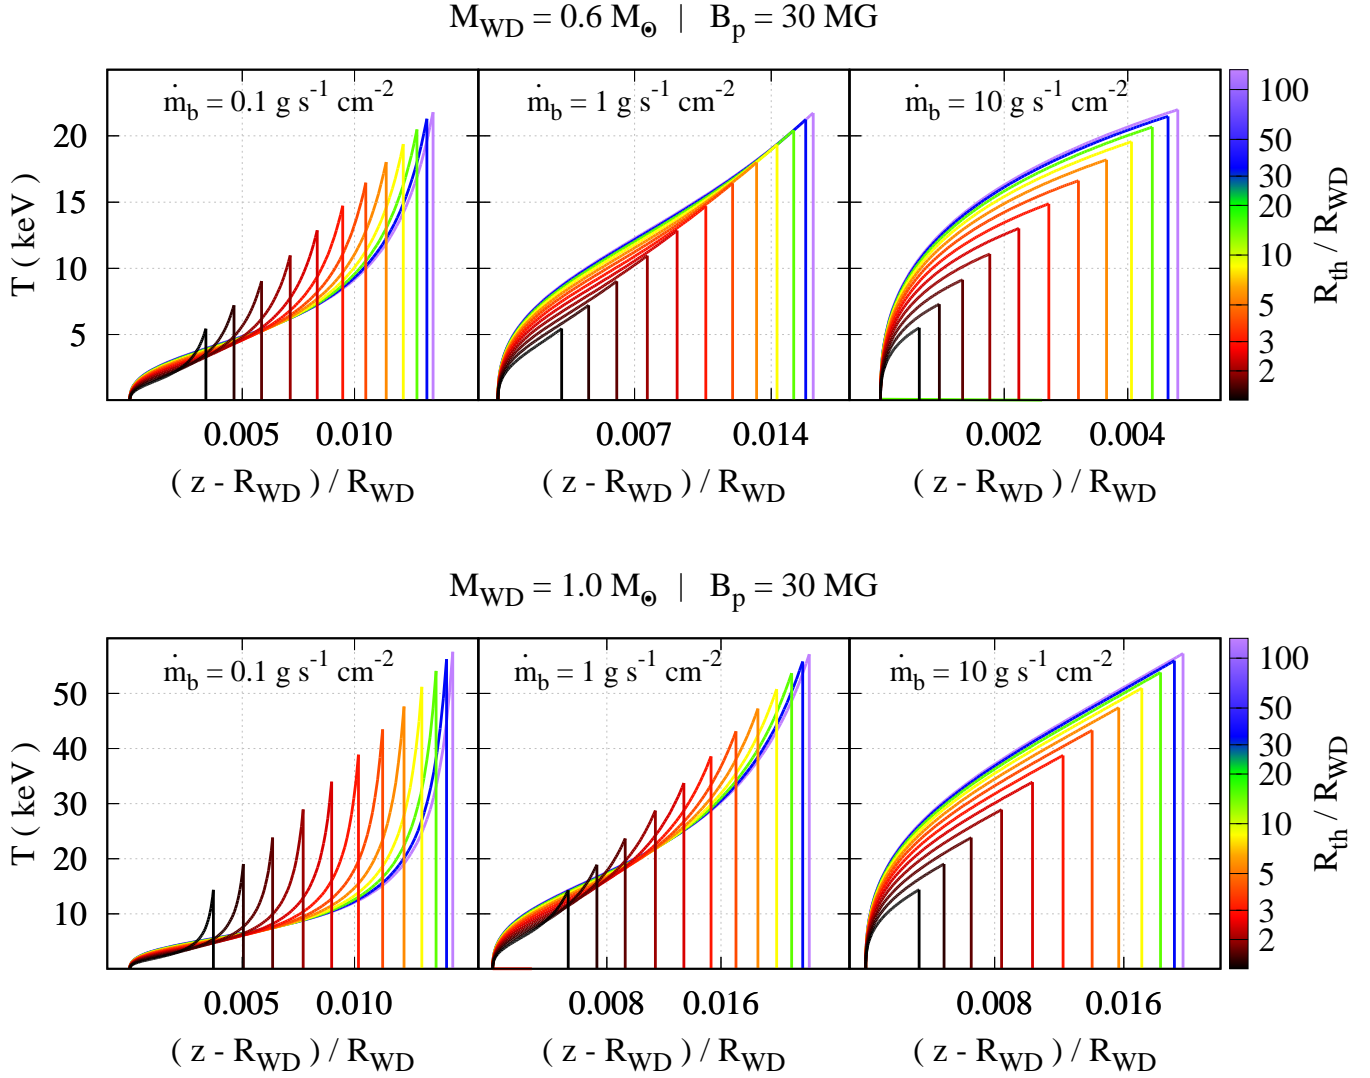 M_WD = 0.6 M_⊙ | B_p = 30 MG
ṁ_b = 0.1 g s^-1 cm^-2
ṁ_b = 1 g s^-1 cm^-2
ṁ_b = 10 g s^-1 cm^-2
T ( keV )
20
15
10
5
0.005 0.010
0.007 0.014
0.002 0.004
( z - R_WD ) / R_WD
( z - R_WD ) / R_WD
( z - R_WD ) / R_WD
100
50
30
20
10
5
3
2
R_th / R_WD
M_WD = 1.0 M_⊙ | B_p = 30 MG
ṁ_b = 0.1 g s^-1 cm^-2
ṁ_b = 1 g s^-1 cm^-2
ṁ_b = 10 g s^-1 cm^-2
T ( keV )
50
40
30
20
10
0.005 0.010
0.008 0.016
0.008 0.016
( z - R_WD ) / R_WD
( z - R_WD ) / R_WD
( z - R_WD ) / R_WD
100
50
30
20
10
5
3
2
R_th / R_WD